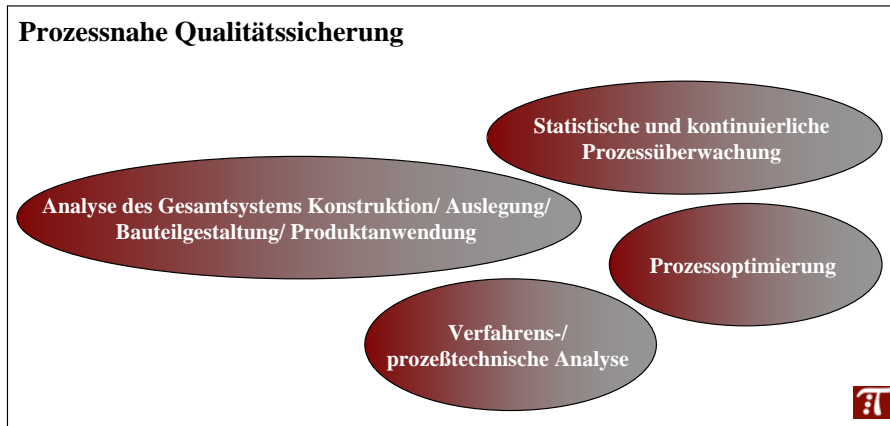 Prozessnahe Qualitätssicherung
Statistische und kontinuierliche
Prozessüberwachung
Analyse des Gesamtsystems Konstruktion/ Auslegung/
Bauteilgestaltung/ Produktanwendung
Prozessoptimierung
Verfahrens-/
prozeßtechnische Analyse